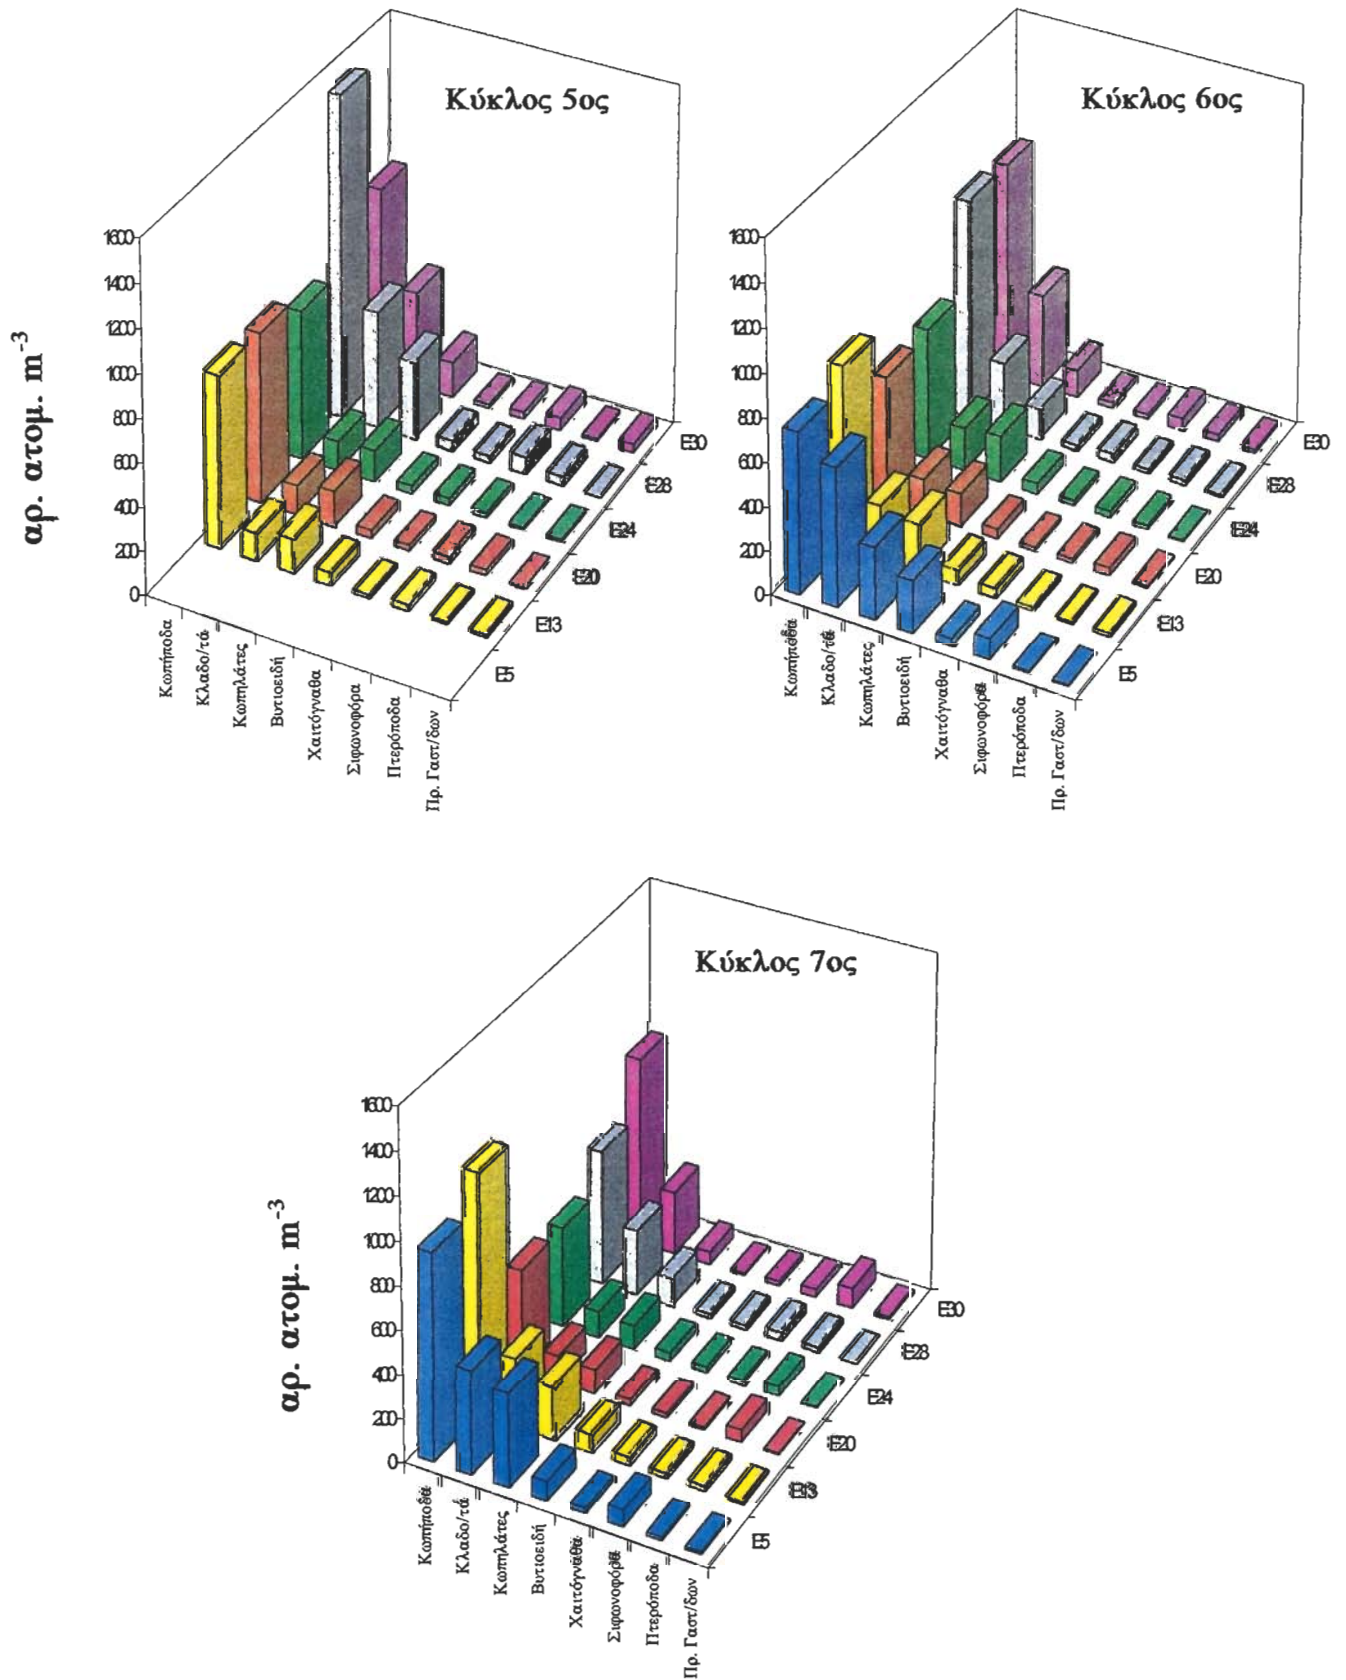 Κύκλος 5ος
αρ. ατομ. m-3
1600
1400
1200
1000
800
600
400
200
0
Κωπήποδα
Κλαδο/τά
Κωπηλάτες
Βυτιοειδή
Χαιτόγναθα
Σιφωνοφόρα
Πτερόποδα
Πρ. Γαστ/δων
E5
E13
E20
E24
E28
E30
Κύκλος 6ος
1600
1400
1200
1000
800
600
400
200
0
Κωπήποδα
Κλαδο/τά
Κωπηλάτες
Βυτιοειδή
Χαιτόγναθα
Σιφωνοφόρα
Πτερόποδα
Πρ. Γαστ/δων
E5
E13
E20
E24
E28
E30
Κύκλος 7ος
αρ. ατομ. m-3
1600
1400
1200
1000
800
600
400
200
0
Κωπήποδα
Κλαδο/τά
Κωπηλάτες
Βυτιοειδή
Χαιτόγναθα
Σιφωνοφόρα
Πτερόποδα
Πρ. Γαστ/δων
E5
E13
E20
E24
E28
E30